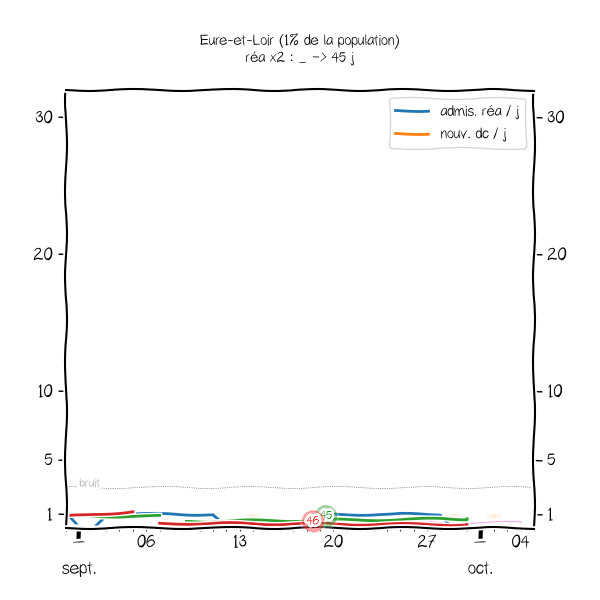 Eure-et-Loir (1% de la population)
réa x2 : _ -> 45 j
admis. réa / j
nouv. dc / j
30
30
20
20
10
10
5
5
bruit
1
1
46
45
06
13
20
27
04
sept.
oct.